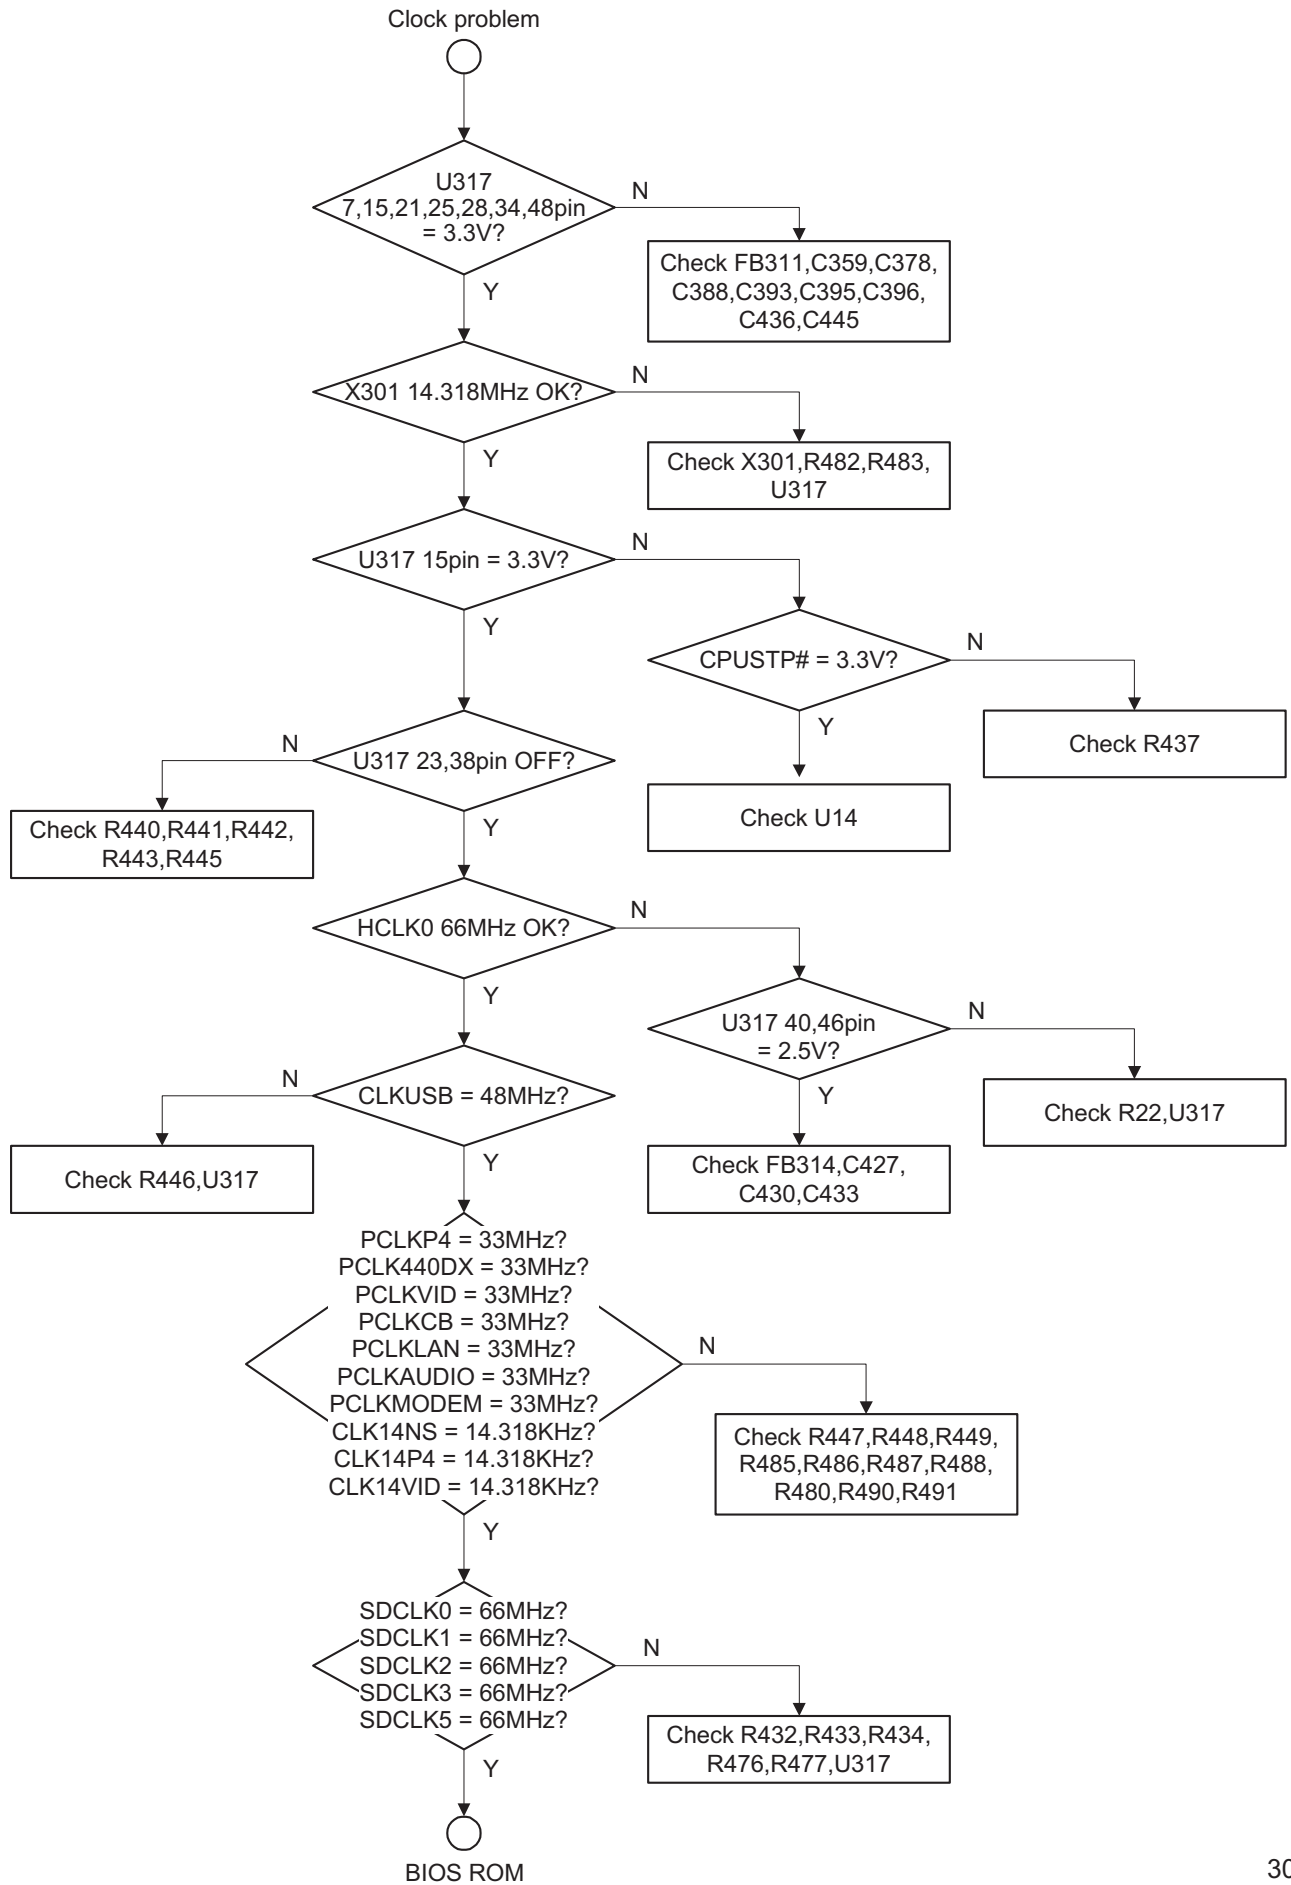 Clock problem
U317
7,15,21,25,28,34,48pin
= 3.3V?
N
Check FB311,C359,C378,
C388,C393,C395,C396,
C436,C445
Y
X301 14.318MHz OK?
N
Check X301,R482,R483,
U317
Y
U317 15pin = 3.3V?
N
Y
CPUSTP# = 3.3V?
N
Check R437
Y
Check U14
U317 23,38pin OFF?
N
Check R440,R441,R442,
R443,R445
Y
HCLK0 66MHz OK?
N
Y
U317 40,46pin
= 2.5V?
N
Check R22,U317
Y
Check FB314,C427,
C430,C433
CLKUSB = 48MHz?
N
Check R446,U317
Y
PCLKP4 = 33MHz?
PCLK440DX = 33MHz?
PCLKVID = 33MHz?
PCLKCB = 33MHz?
PCLKLAN = 33MHz?
PCLKAUDIO = 33MHz?
PCLKMODEM = 33MHz?
CLK14NS = 14.318KHz?
CLK14P4 = 14.318KHz?
CLK14VID = 14.318KHz?
N
Check R447,R448,R449,
R485,R486,R487,R488,
R480,R490,R491
Y
SDCLK0 = 66MHz?
SDCLK1 = 66MHz?
SDCLK2 = 66MHz?
SDCLK3 = 66MHz?
SDCLK5 = 66MHz?
N
Check R432,R433,R434,
R476,R477,U317
Y
BIOS ROM
30